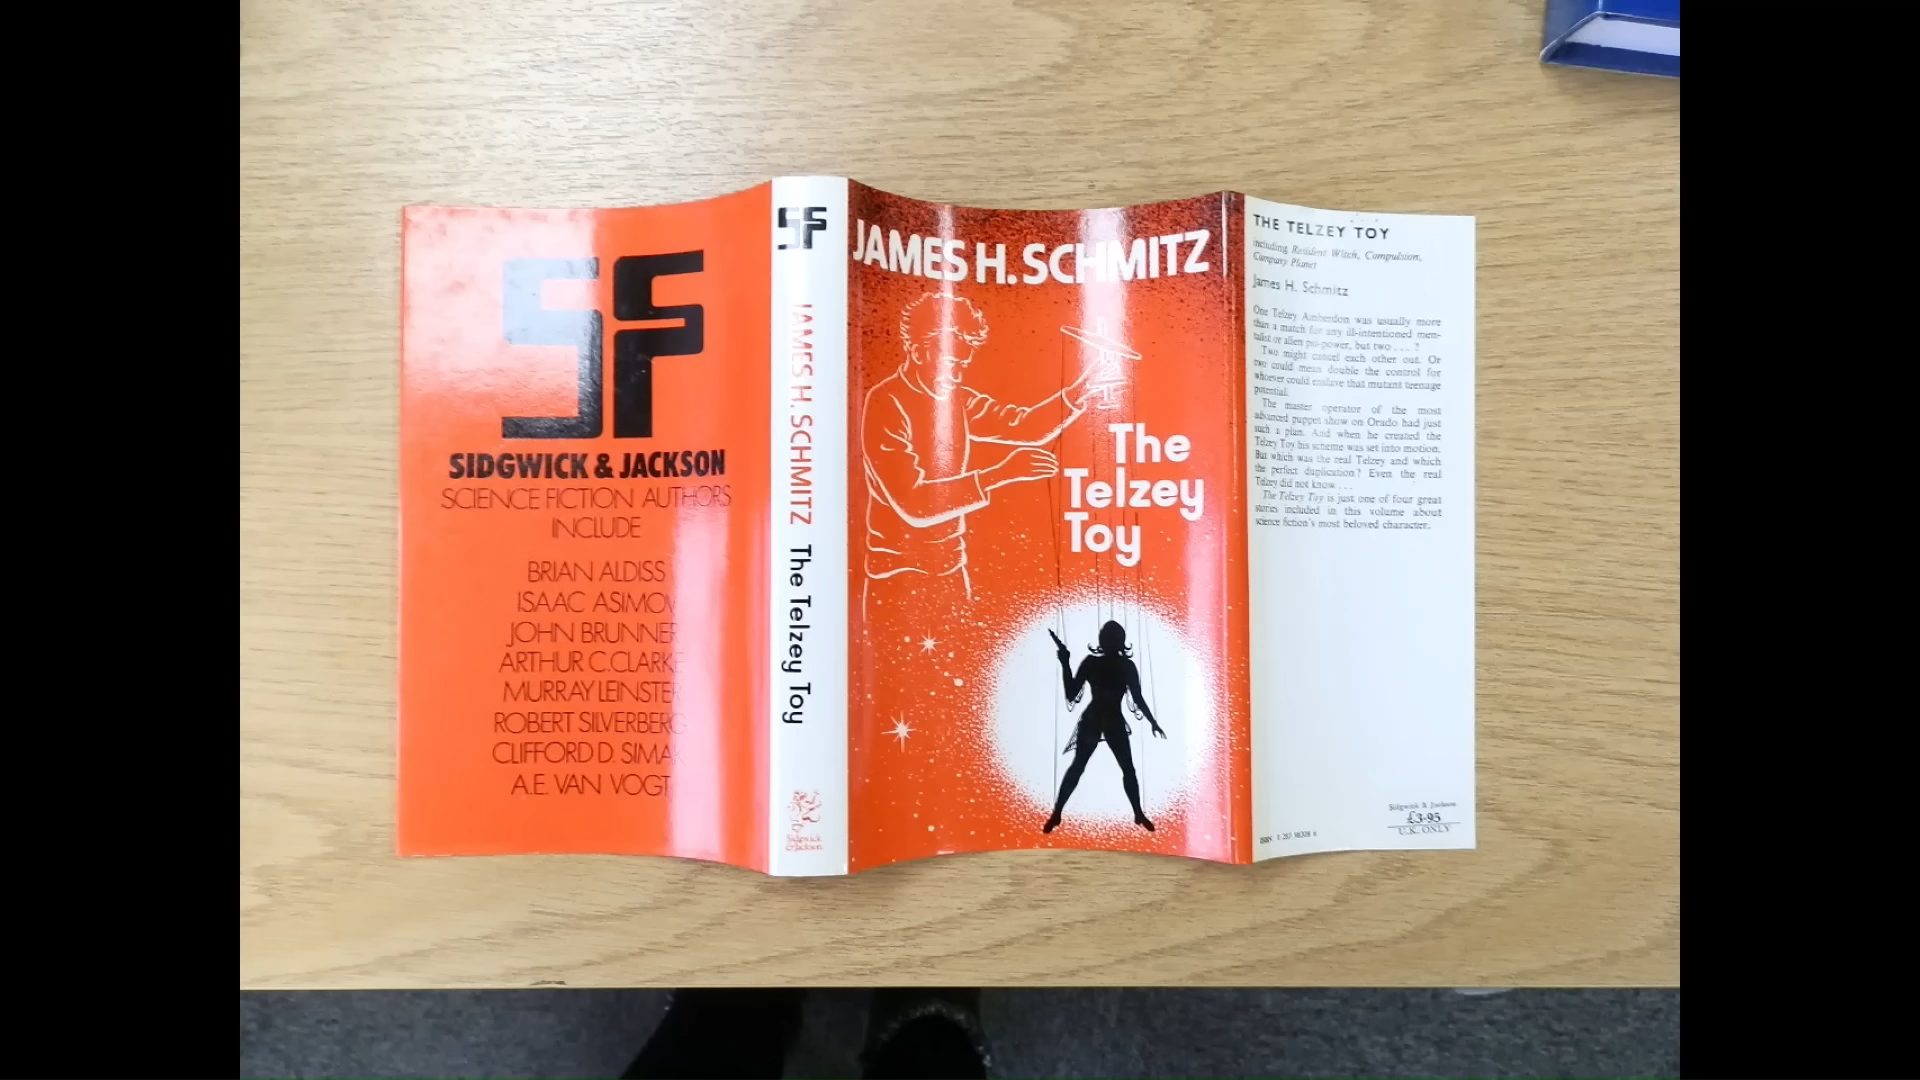 SF
SIDGWICK & JACKSON
SCIENCE FICTION AUTHORS
INCLUDE
BRIAN ALDISS
ISAAC ASIMOV
JOHN BRUNNER
ARTHUR C.CLARKE
MURRAY LEINSTER
ROBERT SILVERBERG
CLIFFORD D. SIMAK
A.E. VAN VOGT
SF
JAMES H. SCHMITZ The Telzey Toy
Sidgwick
& Jackson
JAMES H. SCHMITZ
The
Telzey
Toy
THE TELZEY TOY
including Resident Witch, Compulsion,
Company Planet
James H. Schmitz
One Telzey Amberdon was usually more
than a match for any ill-intentioned men-
talist or alien psi-power, but two . . . ?
Two might cancel each other out. Or
two could mean double the control for
whoever could enslave that mutant teenage
potential.
The master operator of the most
advanced puppet show on Orado had just
such a plan. And when he created the
Telzey Toy his scheme was set into motion.
But which was the real Telzey and which
the perfect duplication? Even the real
Telzey did not know . . .
The Telzey Toy is just one of four great
stories included in this volume about
science fiction's most beloved character.
Sidgwick & Jackson
£3·95
U.K. ONLY
ISBN